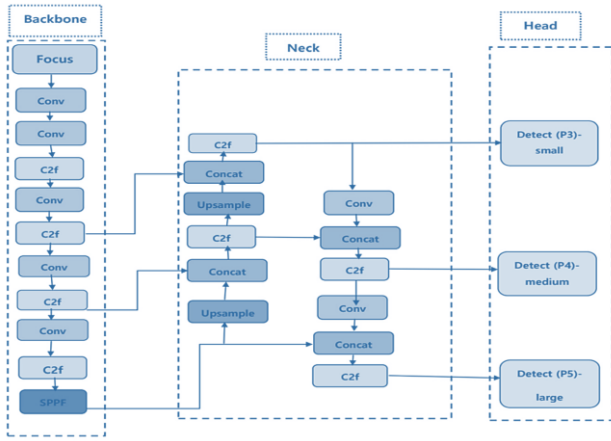 Backbone
Focus
Conv
Conv
C2f
Conv
C2f
Conv
C2f
Conv
C2f
SPPF
Neck
C2f
Concat
Upsample
C2f
Concat
Upsample
Conv
Concat
C2f
Conv
Concat
C2f
Head
Detect (P3)-
small
Detect (P4)-
medium
Detect (P5)-
large